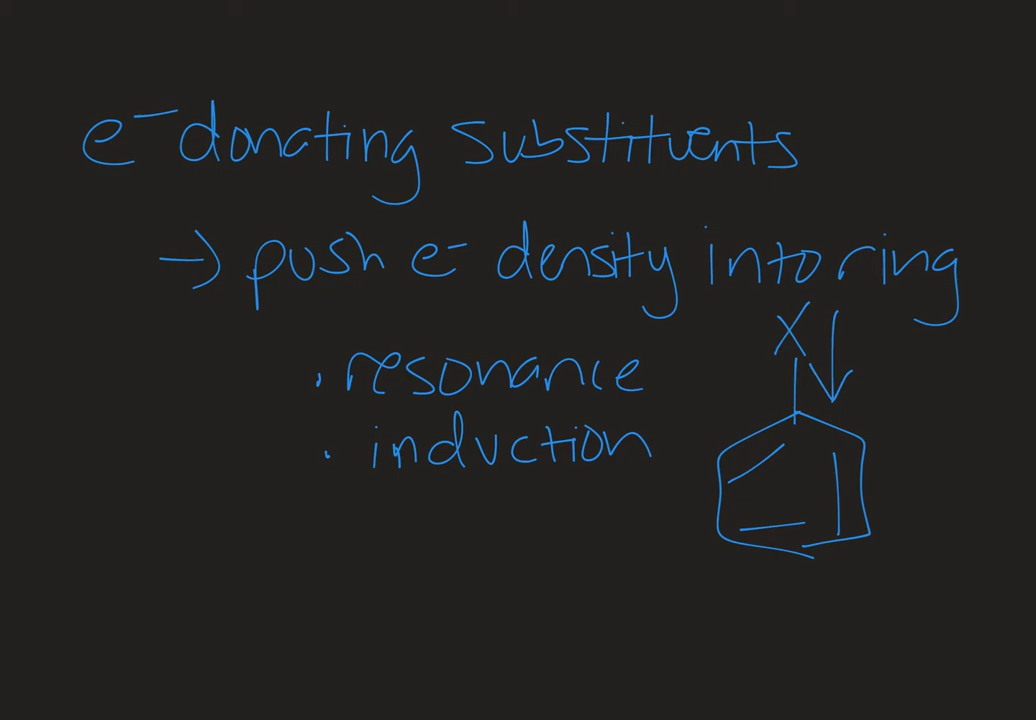 e⁻ donating substituents
→ push e⁻ density into ring
X
• resonance
• induction